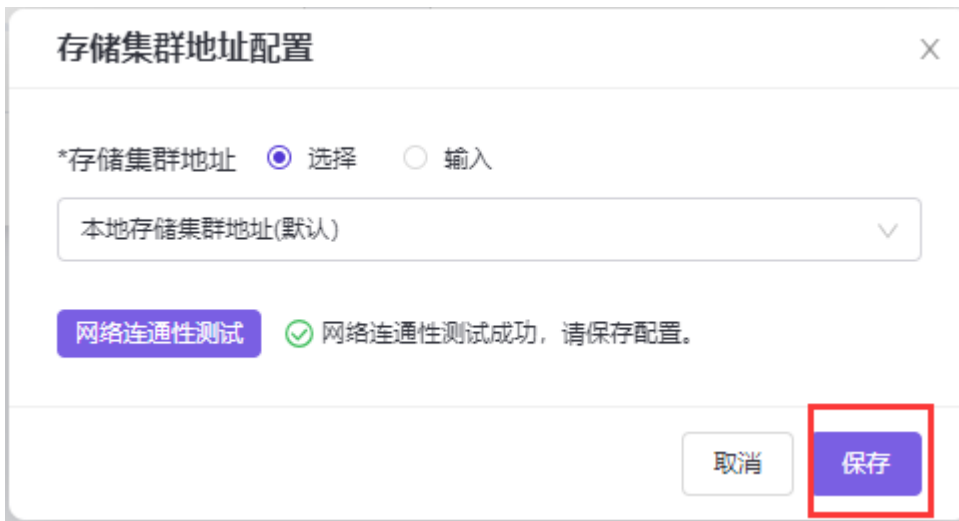 存储集群地址配置
*存储集群地址 选择 输入
本地存储集群地址(默认)
网络连通性测试 网络连通性测试成功，请保存配置。
取消 保存